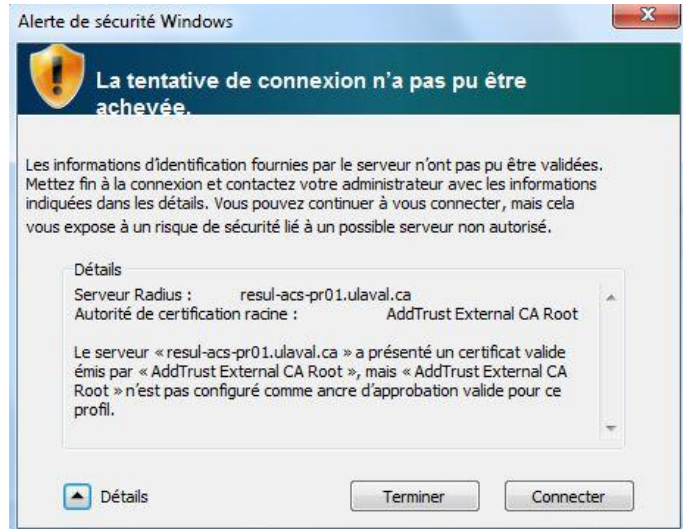 Alerte de sécurité Windows
La tentative de connexion n'a pas pu être
achevée.
Les informations d'identification fournies par le serveur n'ont pas pu être validées.
Mettez fin à la connexion et contactez votre administrateur avec les informations
indiquées dans les détails. Vous pouvez continuer à vous connecter, mais cela
vous expose à un risque de sécurité lié à un possible serveur non autorisé.
Détails
Serveur Radius : resul-acs-pr01.ulaval.ca
Autorité de certification racine : AddTrust External CA Root
Le serveur « resul-acs-pr01.ulaval.ca » a présenté un certificat valide
émis par « AddTrust External CA Root », mais « AddTrust External CA
Root » n'est pas configuré comme ancre d'approbation valide pour ce
profil.
Détails Terminer Connecter